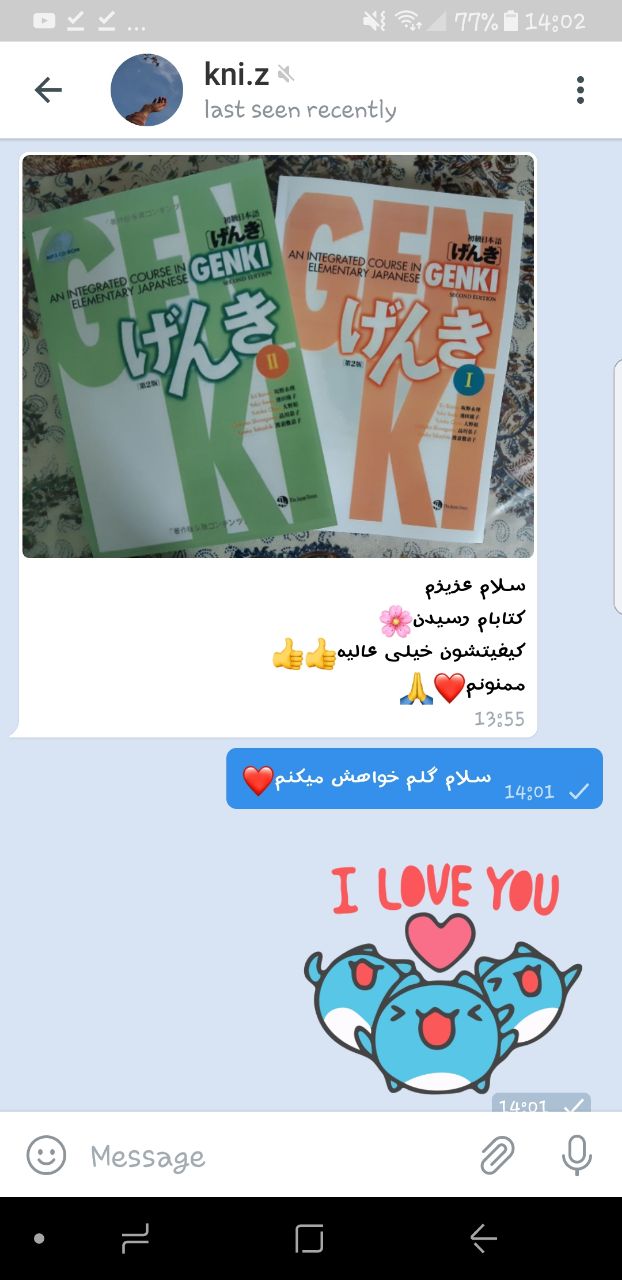 77% 14:02
kni.z
last seen recently
GENKI
初級日本語
[げんき]
GENKI
SECOND EDITION
AN INTEGRATED COURSE IN
ELEMENTARY JAPANESE
げんき
II
[第2版]
GENKI
初級日本語
[げんき]
GENKI
SECOND EDITION
AN INTEGRATED COURSE IN
ELEMENTARY JAPANESE
げんき
I
[第2版]
سلام عزیزم
کتابام رسیدن🌸
کیفیتشون خیلی عالیه👍👍
ممنونم❤️🙏
13:55
سلام گلم خواهش میکنم❤️
14:01
I LOVE YOU
14:01
Message